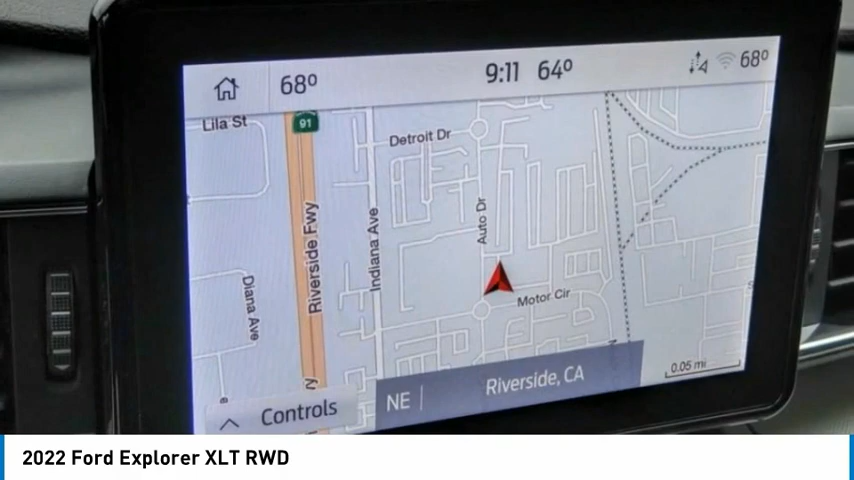 68° 9:11 64° 68°
Lila St
91
Detroit Dr
Auto Dr
Riverside Fwy
Indiana Ave
Diana Ave
Motor Cir
0.05 mi
Controls
NE | Riverside, CA
2022 Ford Explorer XLT RWD